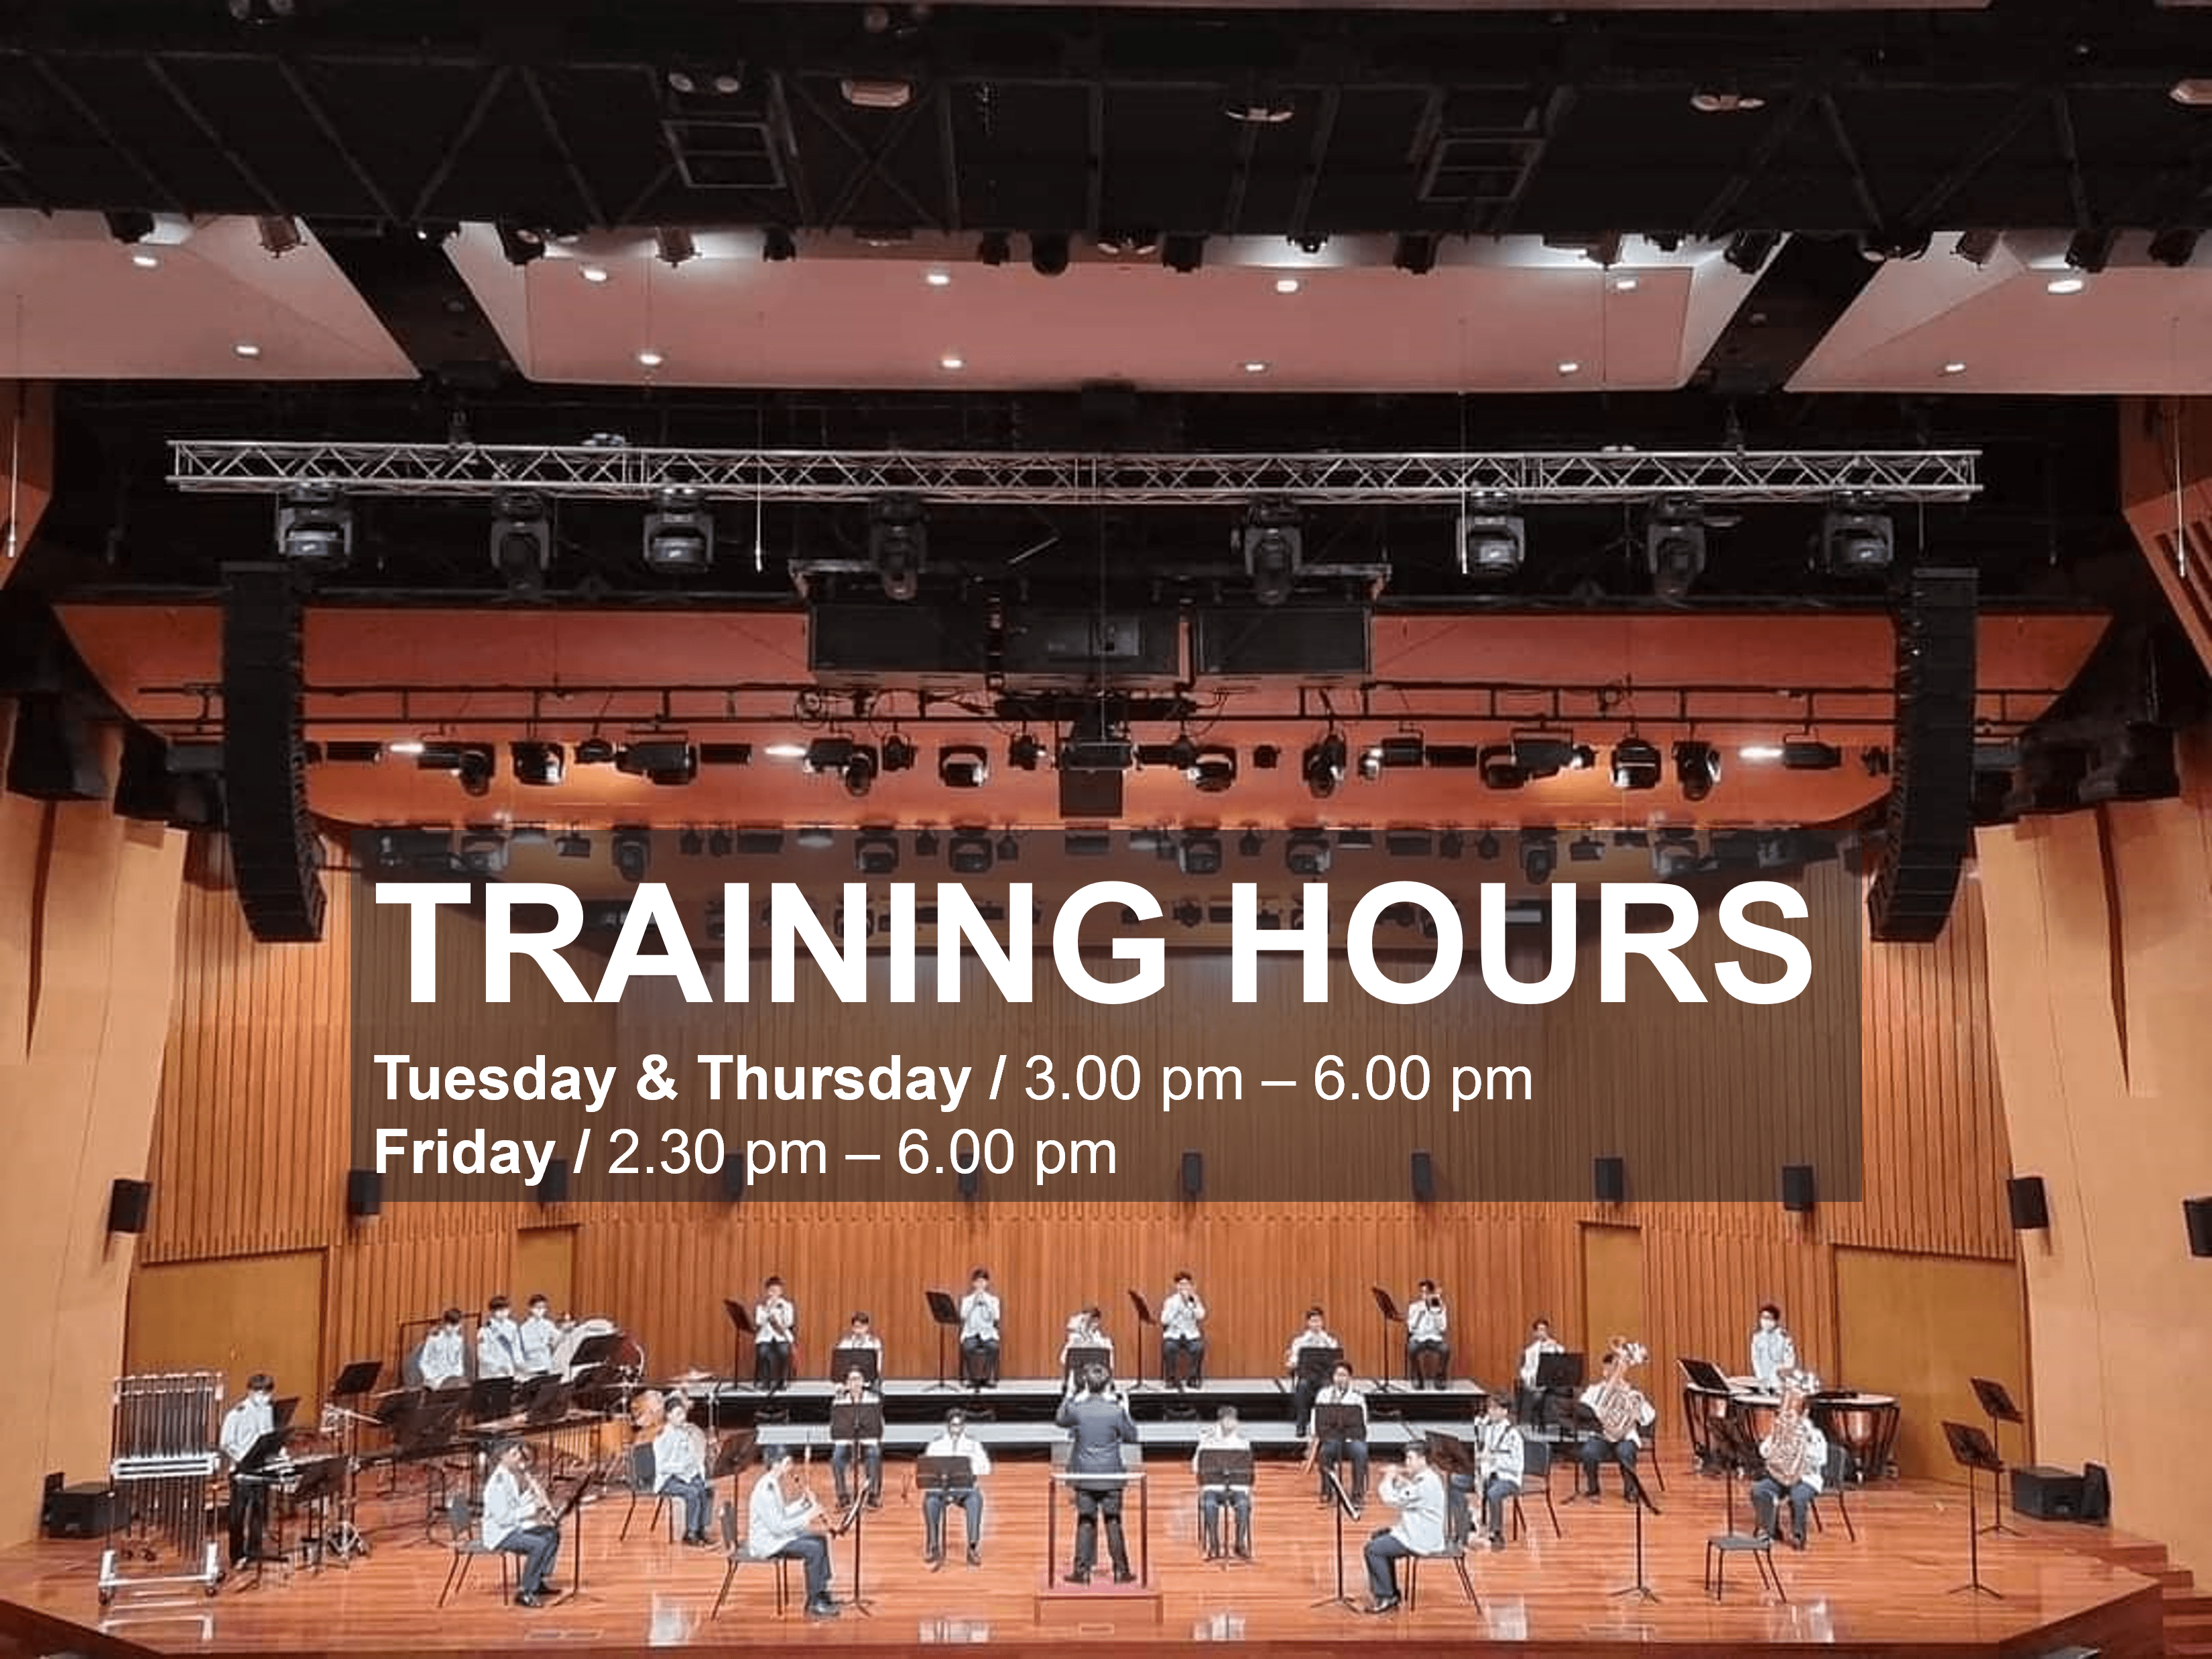 TRAINING HOURS
Tuesday & Thursday / 3.00 pm – 6.00 pm
Friday / 2.30 pm – 6.00 pm